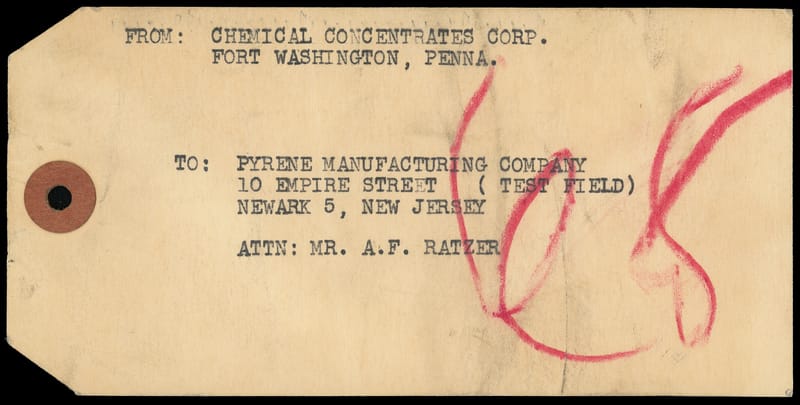 FROM: CHEMICAL CONCENTRATES CORP.
FORT WASHINGTON, PENNA.
TO: PYRENE MANUFACTURING COMPANY
10 EMPIRE STREET ( TEST FIELD)
NEWARK 5, NEW JERSEY
ATTN: MR. A.F. RATZER